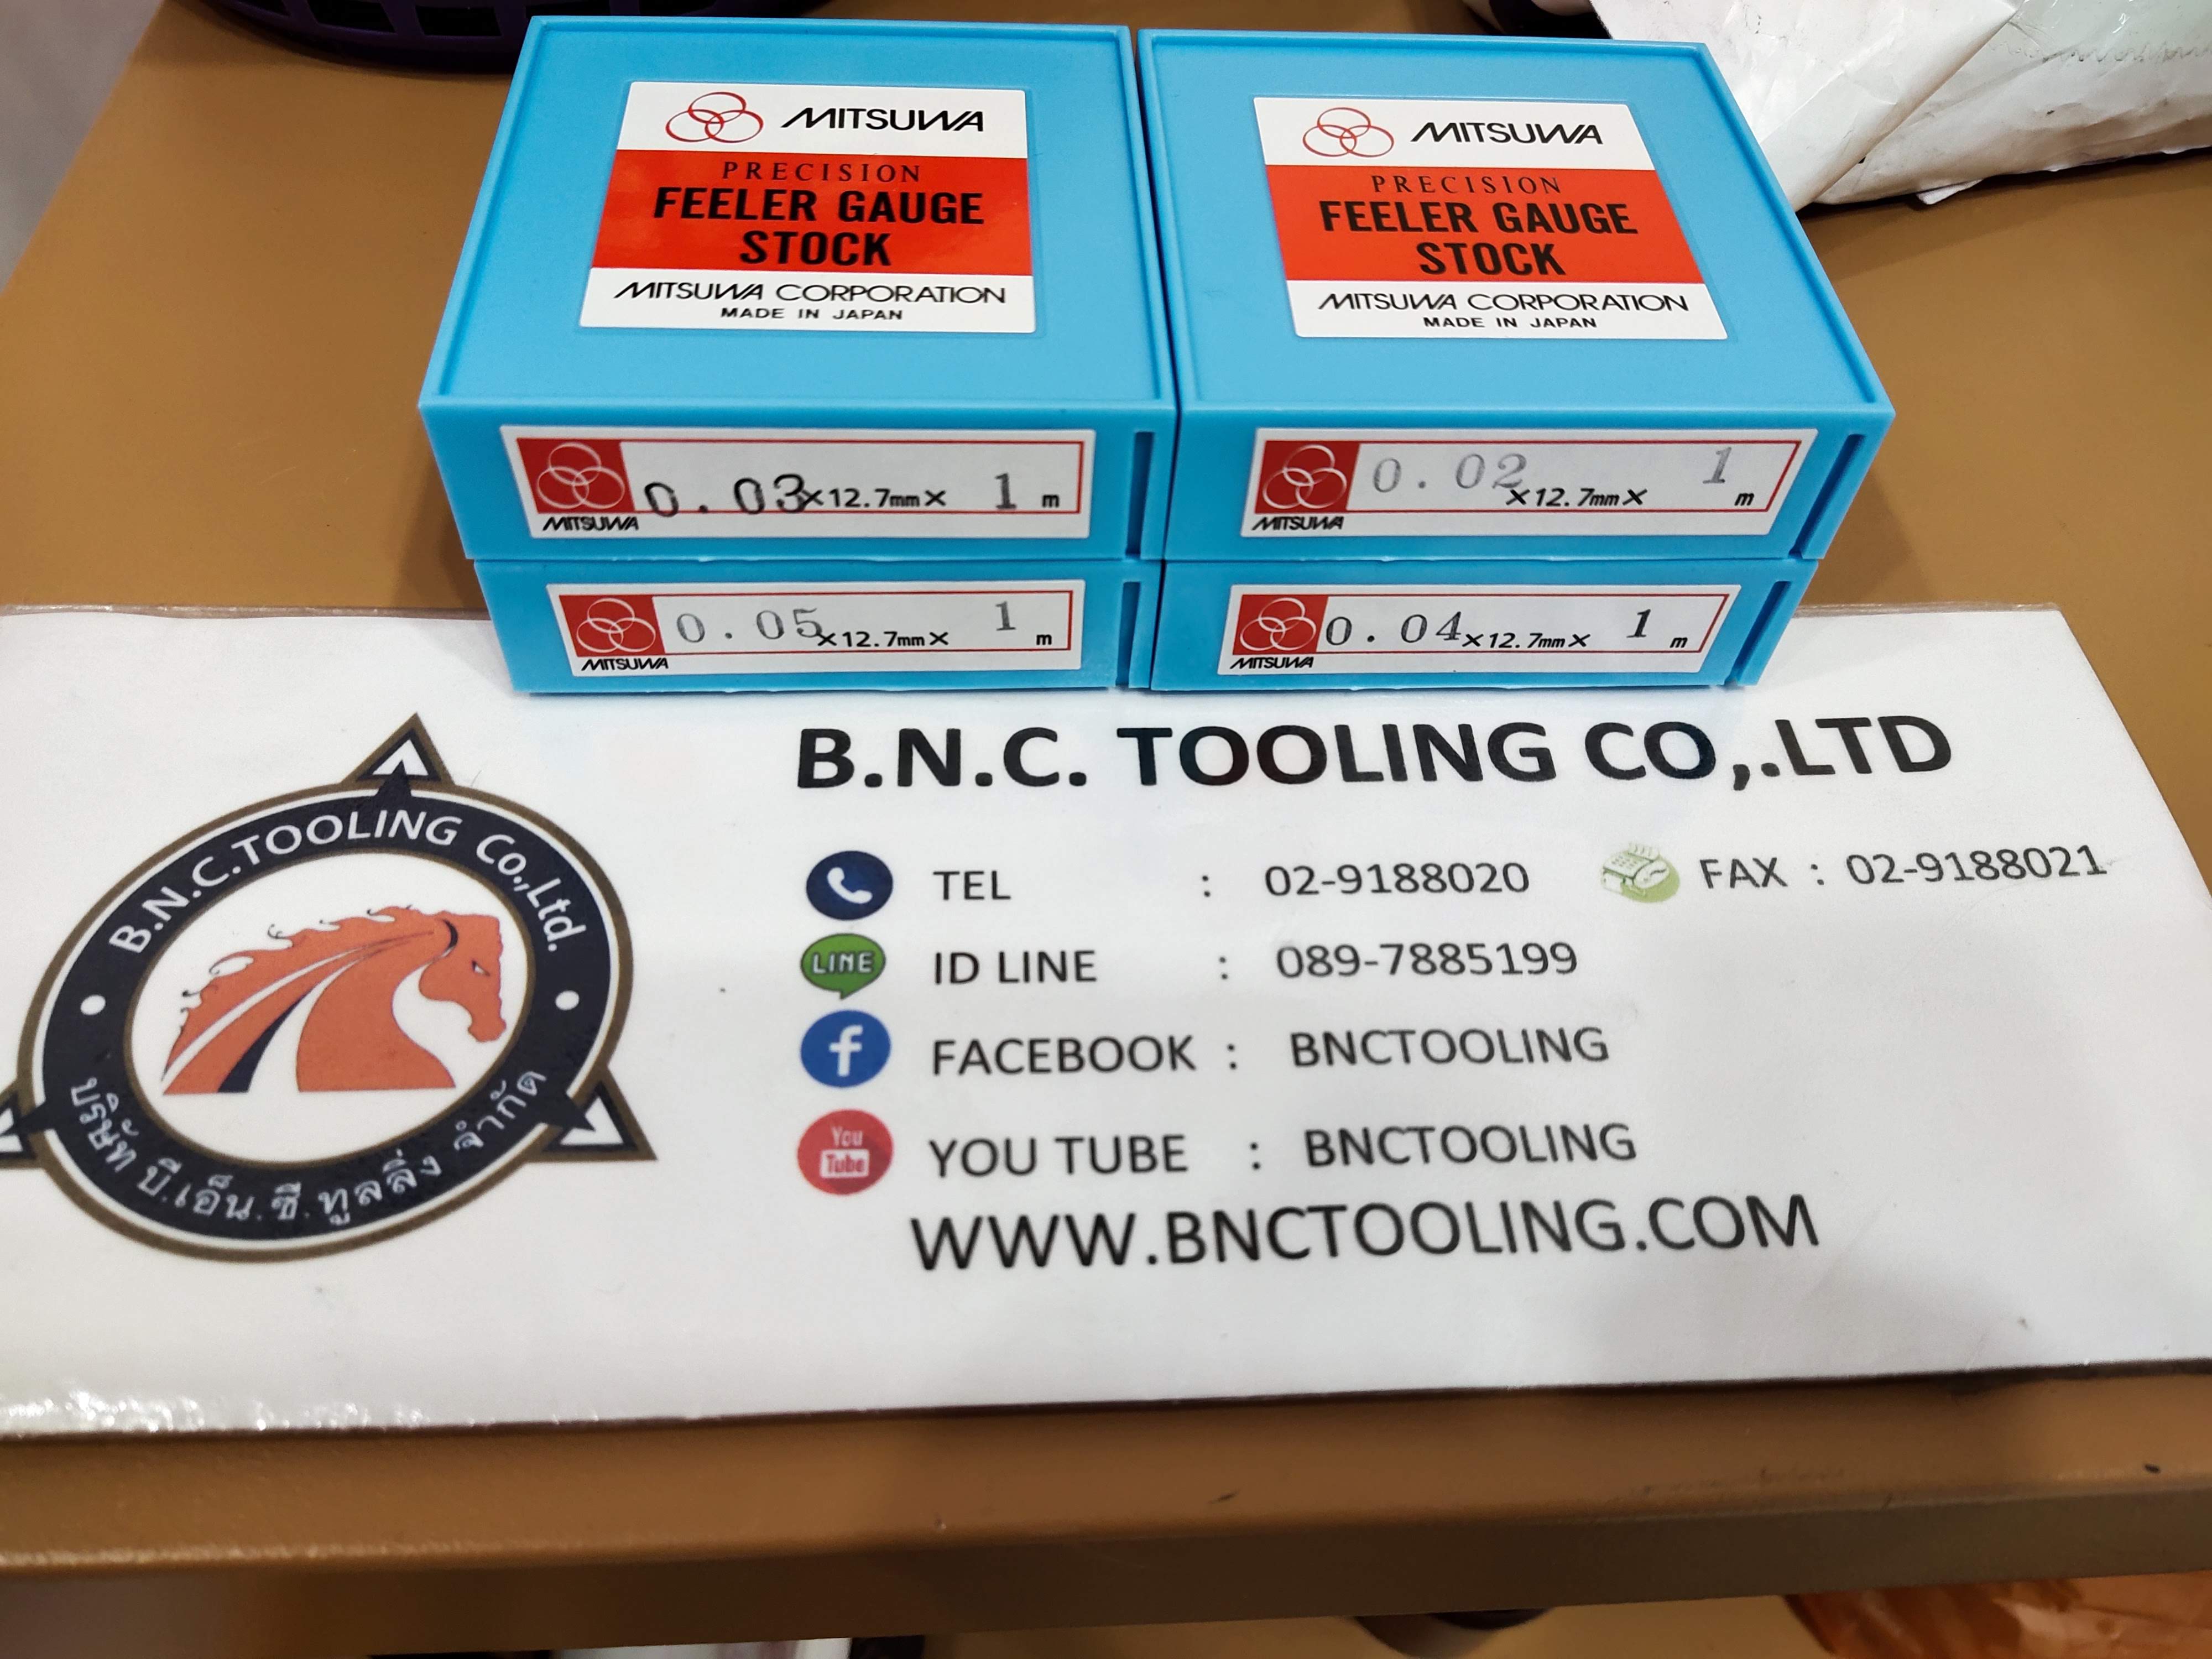 MITSUWA
PRECISION
FEELER GAUGE
STOCK
MITSUWA CORPORATION
MADE IN JAPAN
MITSUWA
PRECISION
FEELER GAUGE
STOCK
MITSUWA CORPORATION
MADE IN JAPAN
0.03×12.7mm× 1 m
MITSUWA
0.02×12.7mm× 1 m
MITSUWA
0.05×12.7mm× 1 m
MITSUWA
0.04×12.7mm× 1 m
MITSUWA
B.N.C.TOOLING Co.,Ltd.
บริษัท บี.เอ็น.ซี.ทูลลิ่ง จำกัด
B.N.C. TOOLING CO,.LTD
TEL : 02-9188020 FAX : 02-9188021
LINE ID LINE : 089-7885199
f FACEBOOK : BNCTOOLING
You Tube YOU TUBE : BNCTOOLING
WWW.BNCTOOLING.COM